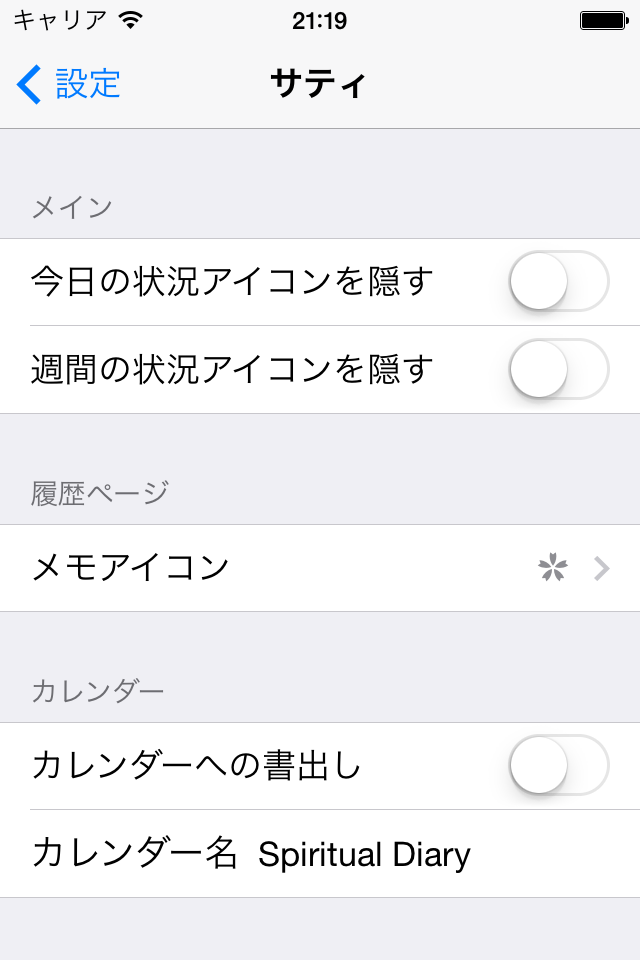 キャリア 21:19
設定 サティ
メイン
今日の状況アイコンを隠す
週間の状況アイコンを隠す
履歴ページ
メモアイコン
カレンダー
カレンダーへの書出し
カレンダー名 Spiritual Diary